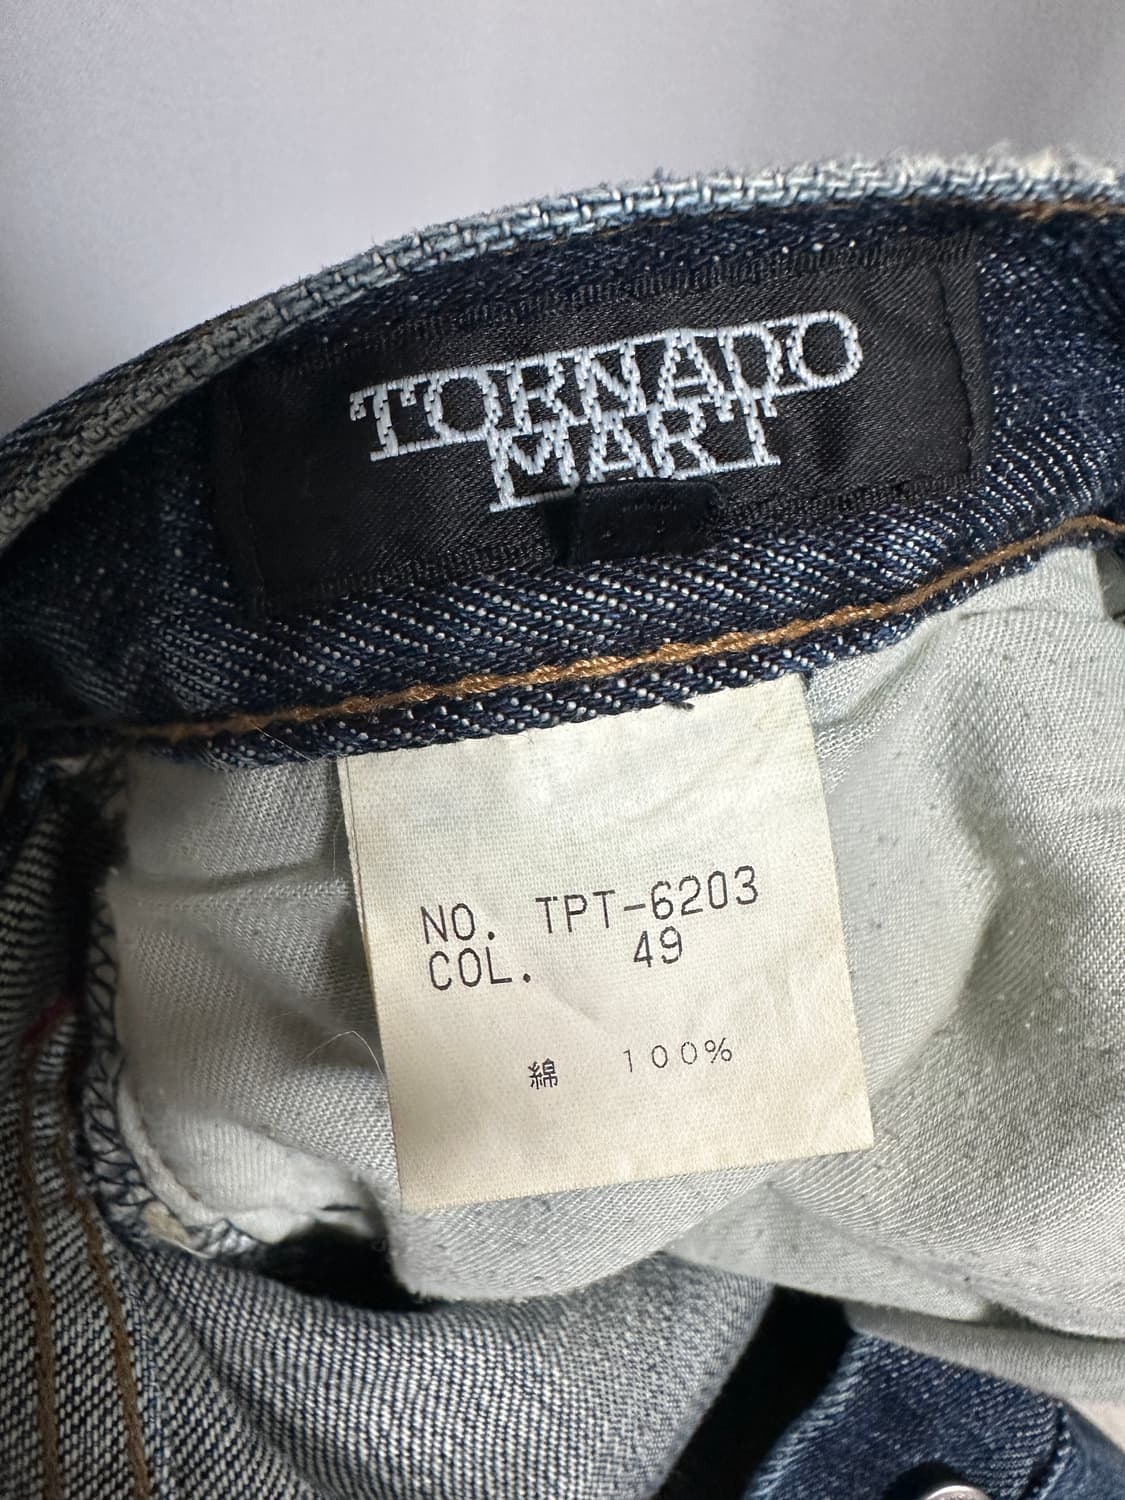 TORNADO
MART
NO. TPT-6203
COL. 49
綿 100%